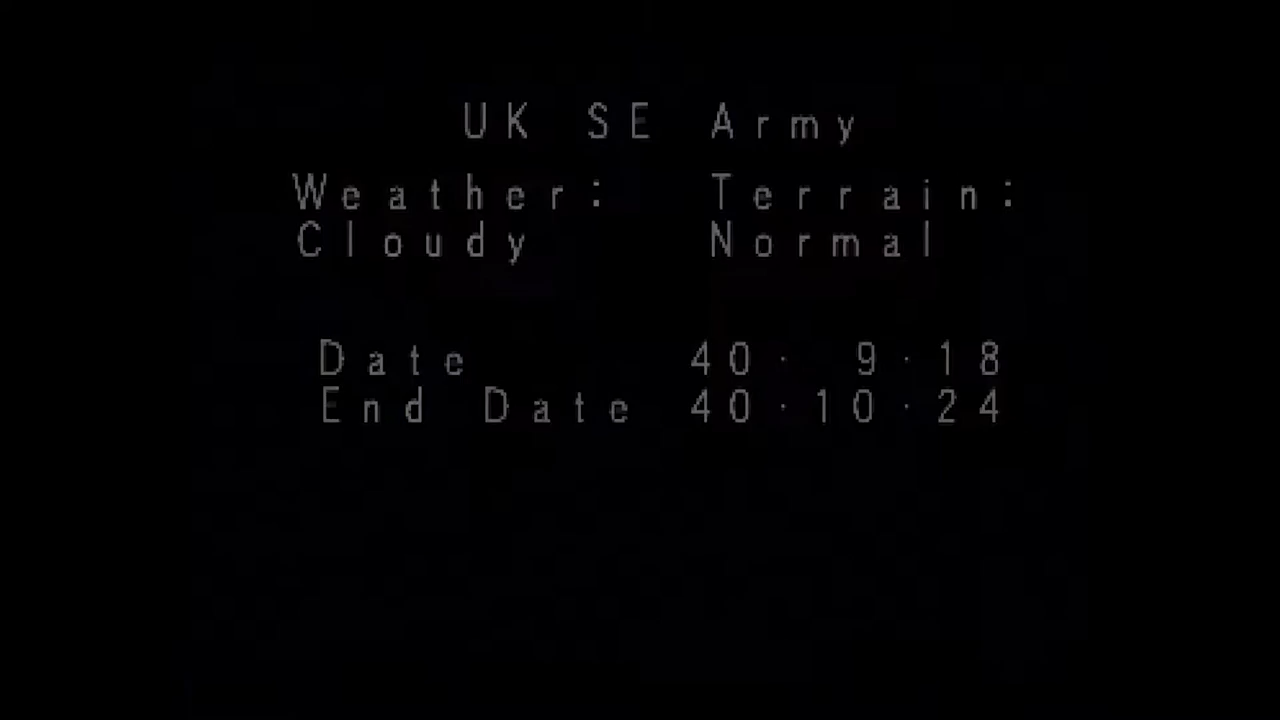 UK SE Army
Weather: Terrain:
Cloudy Normal
Date 40· 9·18
End Date 40·10·24